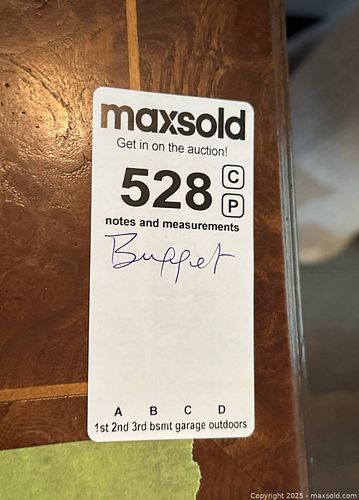 maxsold
Get in on the auction!
528 C
P
notes and measurements
Buffet
A B C D
1st 2nd 3rd bsmt garage outdoors
Copyright 2025 - maxsold.com